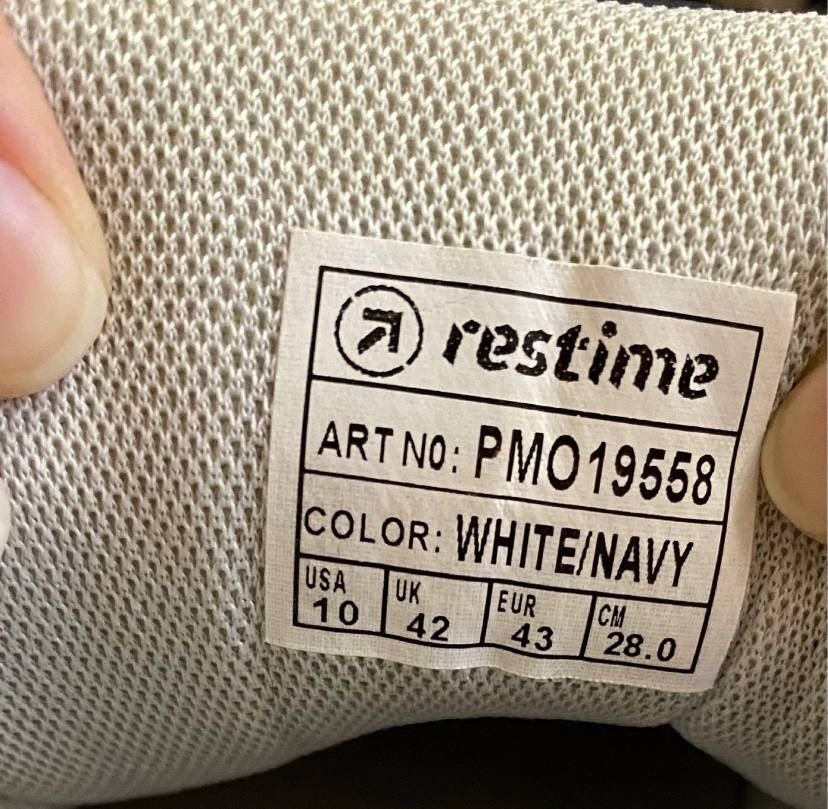 restime
ART NO: PMO19558
COLOR: WHITE/NAVY
USA UK EUR CM
10 42 43 28.0